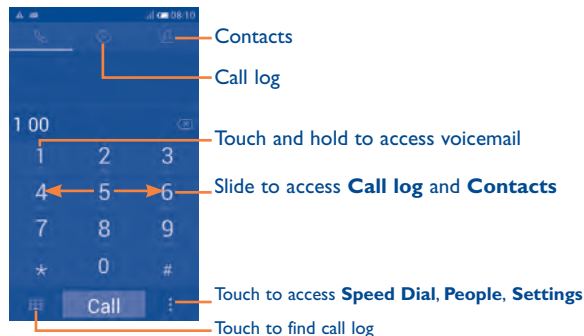 08:10
Contacts
Call log
1 00
Touch and hold to access voicemail
1 2 3
Slide to access Call log and Contacts
4 5 6
7 8 9
* 0 #
Call
Touch to access Speed Dial, People, Settings
Touch to find call log